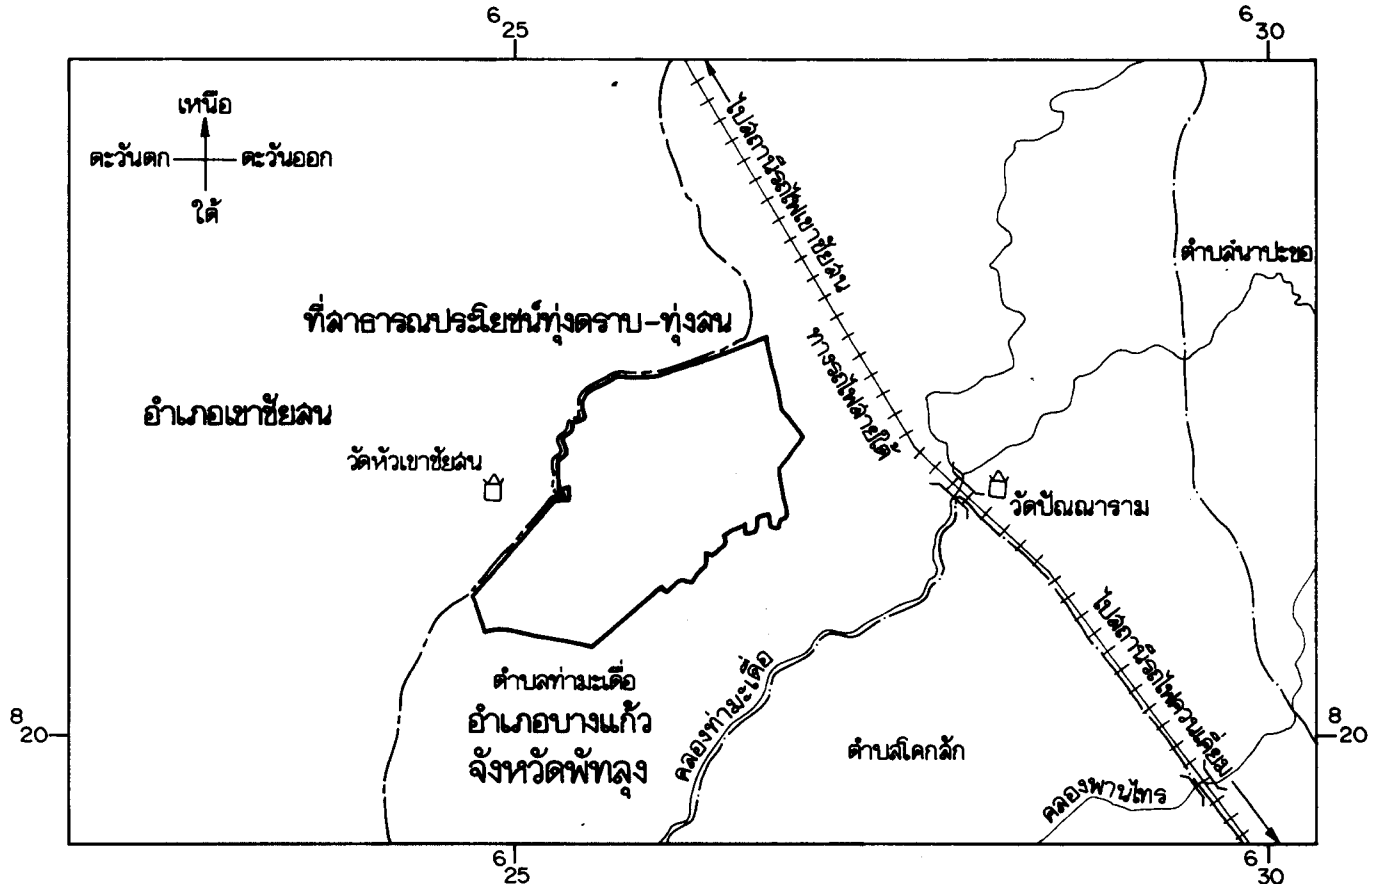 6
25
6
30
เหนือ
ตะวันตก
ตะวันออก
ใต้
ไปสถานีรถไฟเขาชัยสน
ตำบลนาปะขอ
ที่สาธารณประโยชน์ทุ่งตราบ-ทุ่งสน
ทางรถไฟสายใต้
อำเภอเขาชัยสน
วัดหัวเขาชัยสน
วัดปัณณาราม
ไปสถานีรถไฟควนเคี่ยม
ตำบลท่ามะเดื่อ
อำเภอบางแก้ว
จังหวัดพัทลุง
คลองท่ามะเดื่อ
ตำบลโคกสัก
คลองพานไทร
8
20
8
20
6
25
6
30